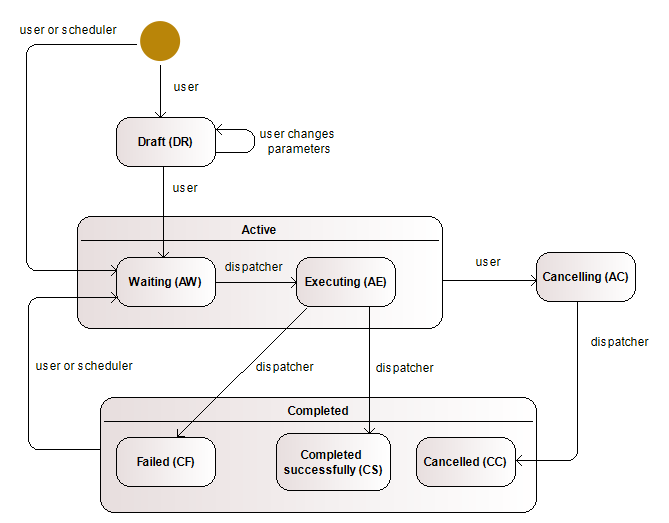 user or scheduler
user
Draft (DR)
user changes
parameters
user
Active
Waiting (AW)
dispatcher
Executing (AE)
user
Cancelling (AC)
dispatcher
user or scheduler
dispatcher
dispatcher
Completed
Failed (CF)
Completed
successfully (CS)
Cancelled (CC)